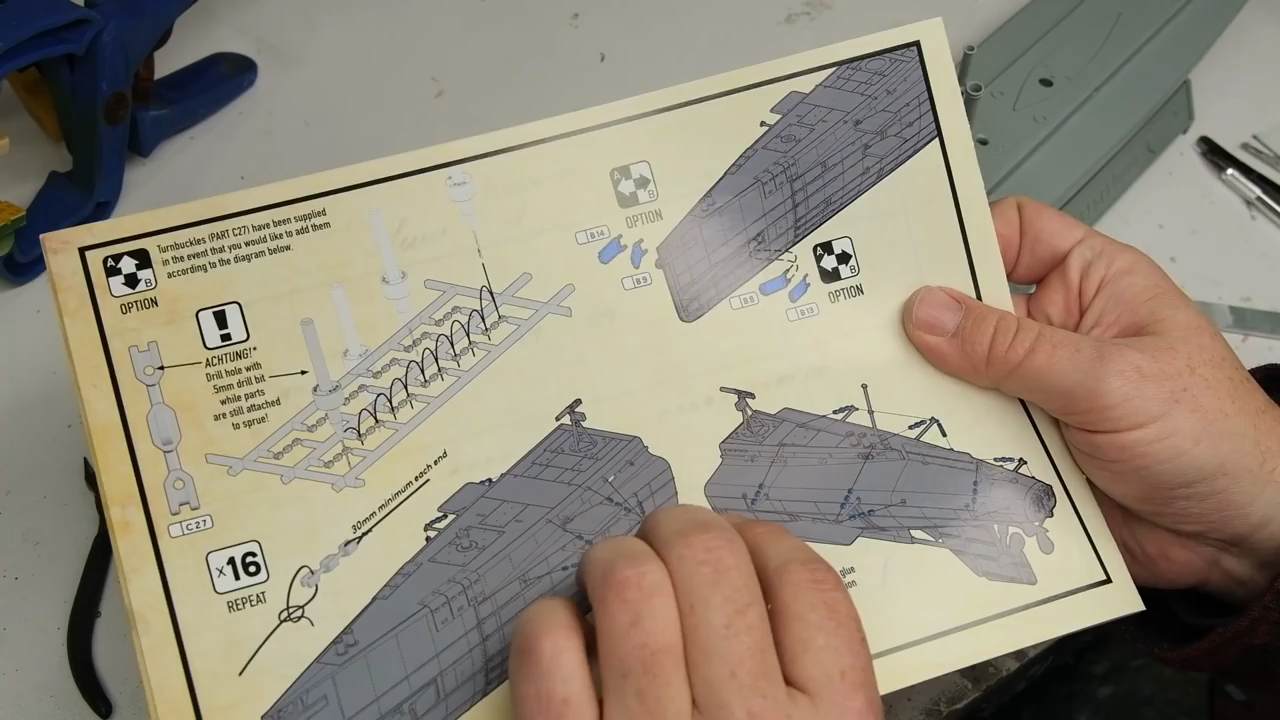 A
B
OPTION
Turnbuckles (PART C27) have been supplied
in the event that you would like to add them
according to the diagram below.
!
ACHTUNG!*
Drill hole with
.5mm drill bit
while parts
are still attached
to sprue!
C27
30mm minimum each end
x16
REPEAT
A
B
OPTION
B14
B9
A
B
OPTION
B8
B13
glue